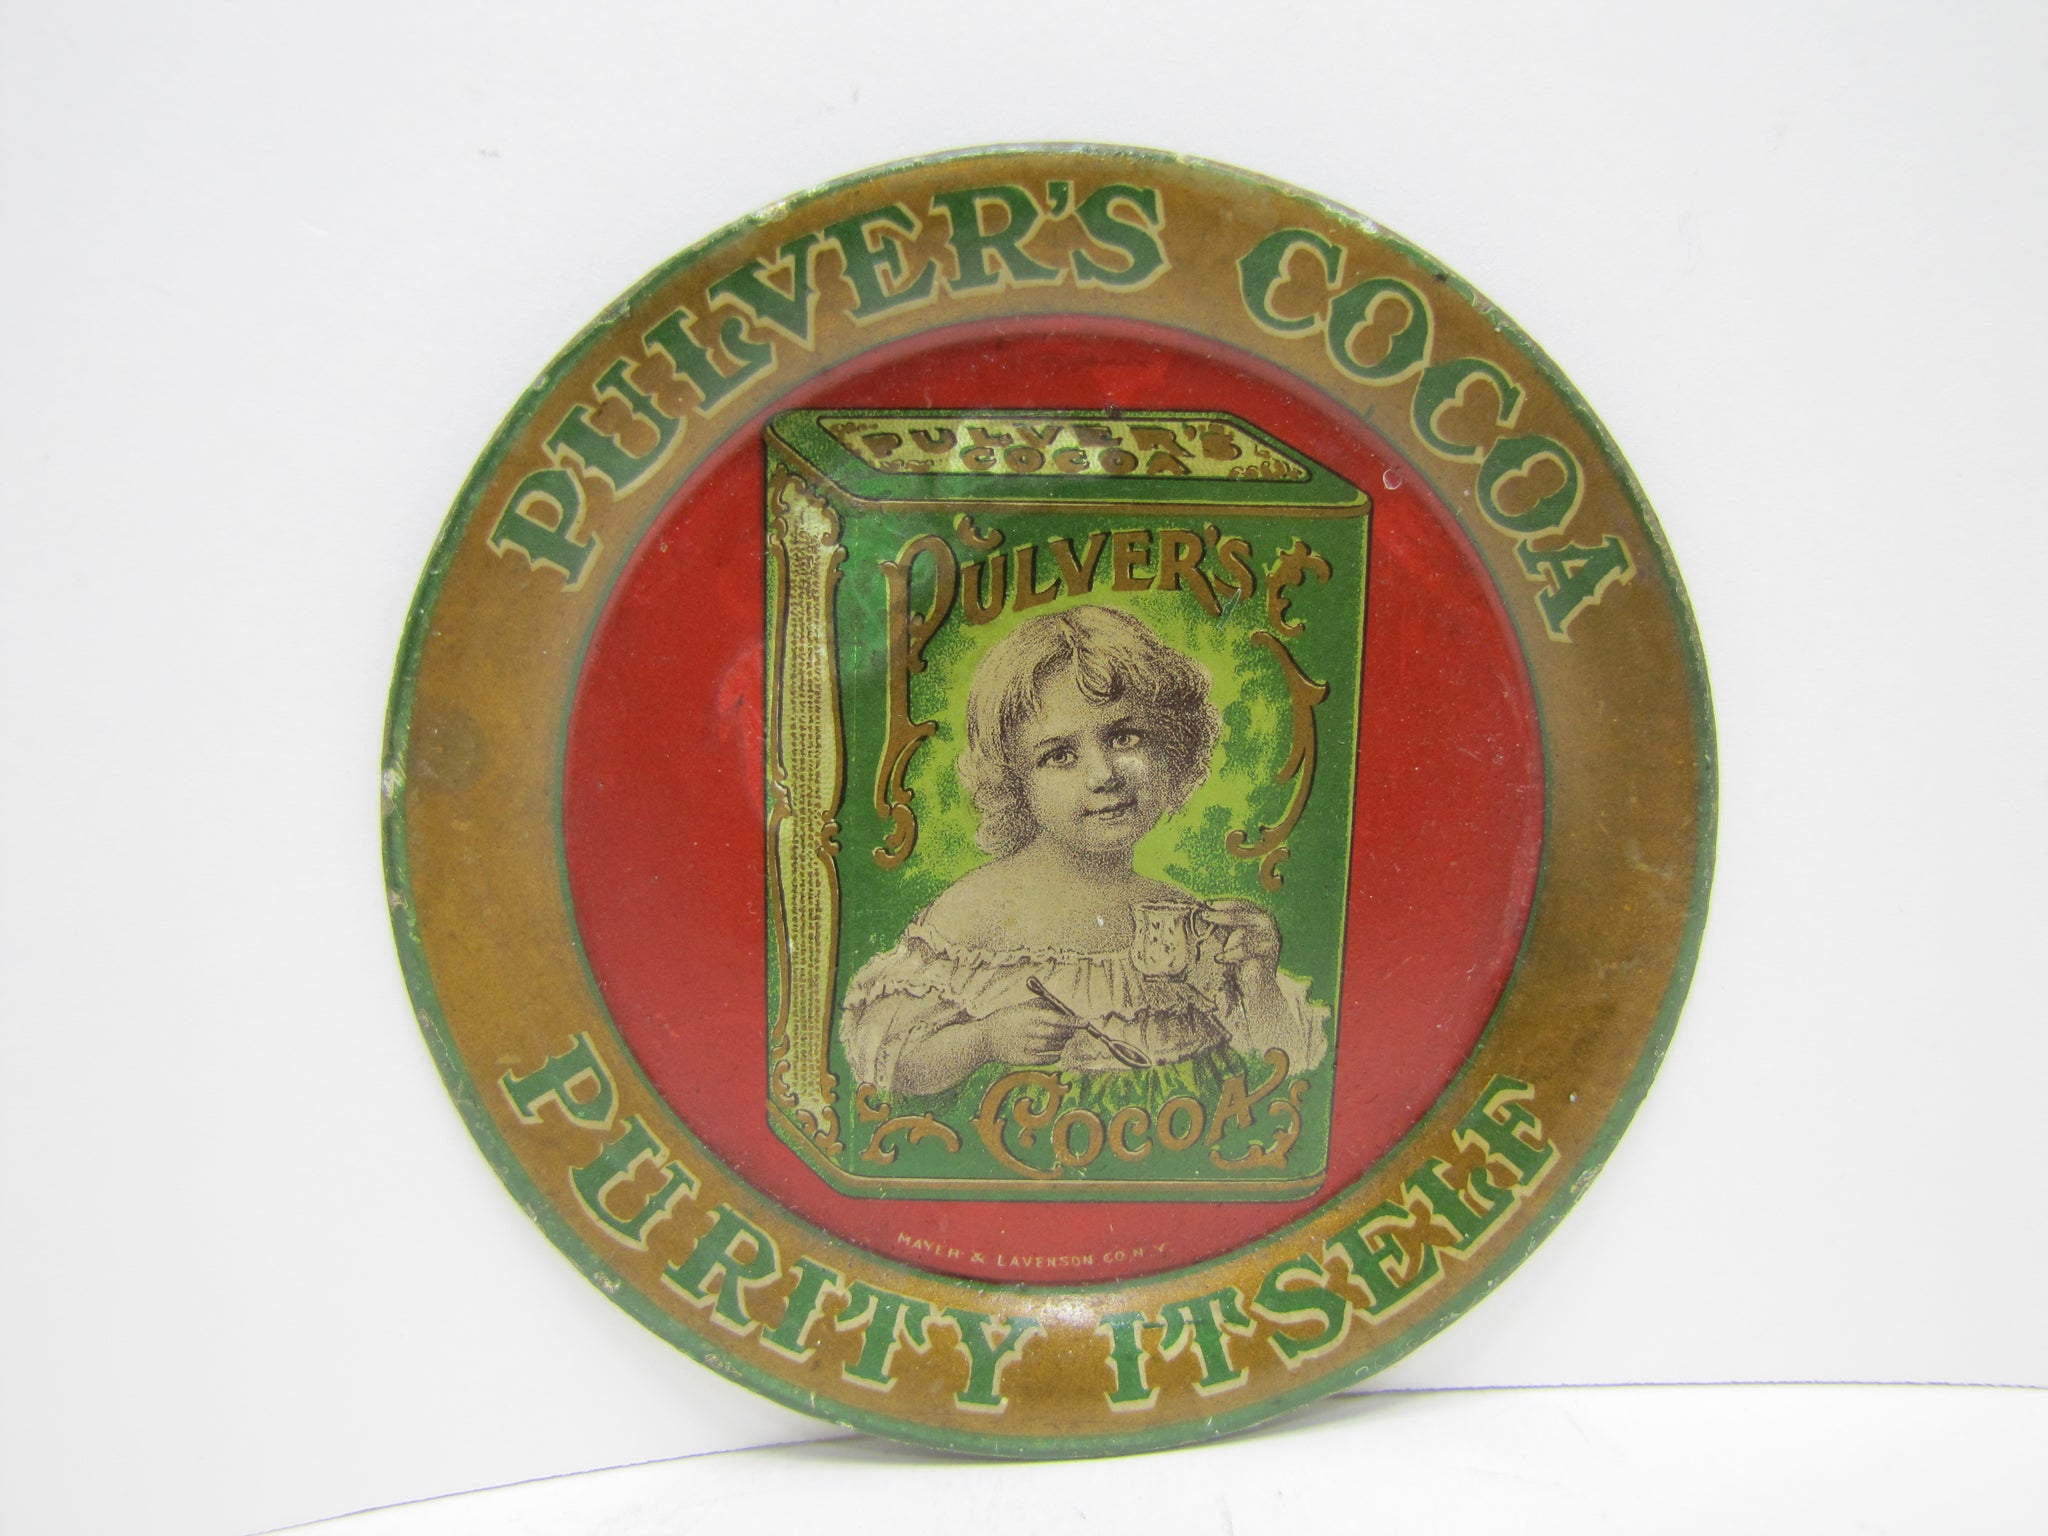 PULVER'S COCOA
PULVER'S
COCOA
PULVER'S
COCOA
MAYER & LAVENSON CO. N.Y.
PURITY ITSELF